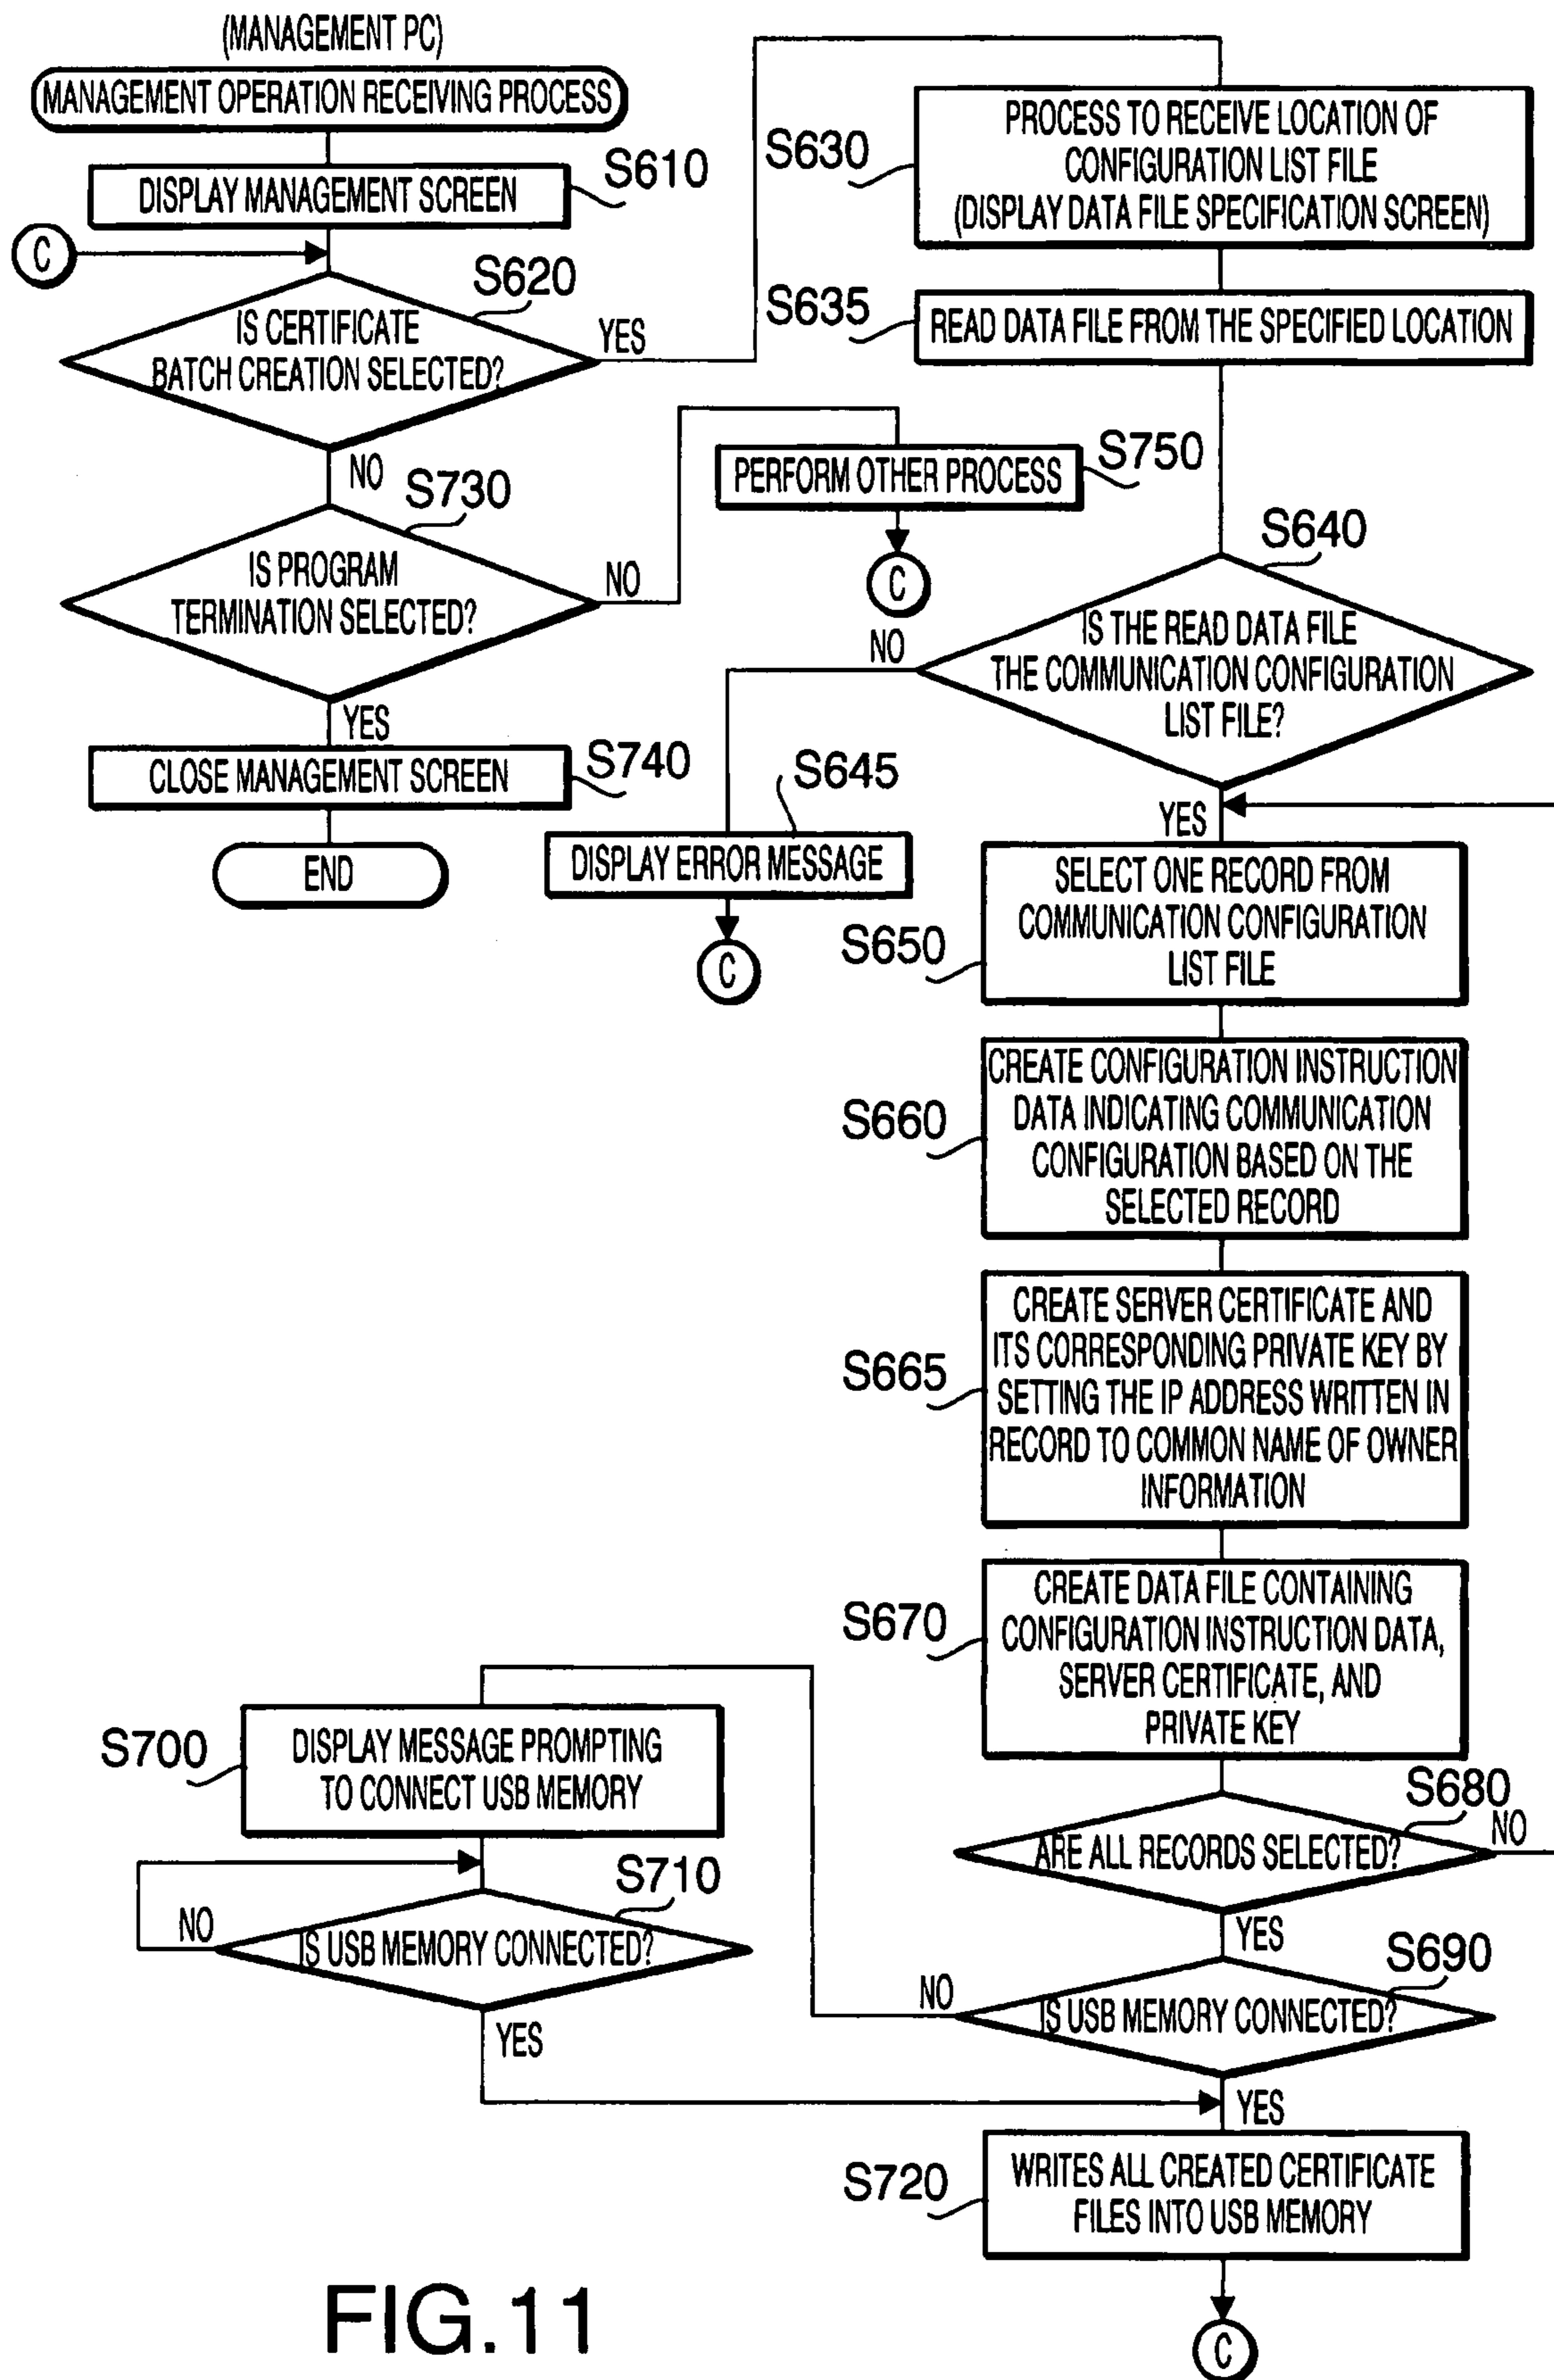 (MANAGEMENT PC)
MANAGEMENT OPERATION RECEIVING PROCESS
DISPLAY MANAGEMENT SCREEN
S610
C
S620
IS CERTIFICATE
BATCH CREATION SELECTED?
YES
NO
S730
IS PROGRAM
TERMINATION SELECTED?
NO
YES
CLOSE MANAGEMENT SCREEN
S740
END
PERFORM OTHER PROCESS
S750
C
S630
PROCESS TO RECEIVE LOCATION OF
CONFIGURATION LIST FILE
(DISPLAY DATA FILE SPECIFICATION SCREEN)
S635
READ DATA FILE FROM THE SPECIFIED LOCATION
S640
IS THE READ DATA FILE
THE COMMUNICATION CONFIGURATION
LIST FILE?
NO
YES
S645
DISPLAY ERROR MESSAGE
C
S650
SELECT ONE RECORD FROM
COMMUNICATION CONFIGURATION
LIST FILE
S660
CREATE CONFIGURATION INSTRUCTION
DATA INDICATING COMMUNICATION
CONFIGURATION BASED ON THE
SELECTED RECORD
S665
CREATE SERVER CERTIFICATE AND
ITS CORRESPONDING PRIVATE KEY BY
SETTING THE IP ADDRESS WRITTEN IN
RECORD TO COMMON NAME OF OWNER
INFORMATION
S670
CREATE DATA FILE CONTAINING
CONFIGURATION INSTRUCTION DATA,
SERVER CERTIFICATE, AND
PRIVATE KEY
S680
ARE ALL RECORDS SELECTED?
NO
YES
S690
IS USB MEMORY CONNECTED?
NO
YES
S700
DISPLAY MESSAGE PROMPTING
TO CONNECT USB MEMORY
S710
IS USB MEMORY CONNECTED?
NO
YES
S720
WRITES ALL CREATED CERTIFICATE
FILES INTO USB MEMORY
C
FIG.11